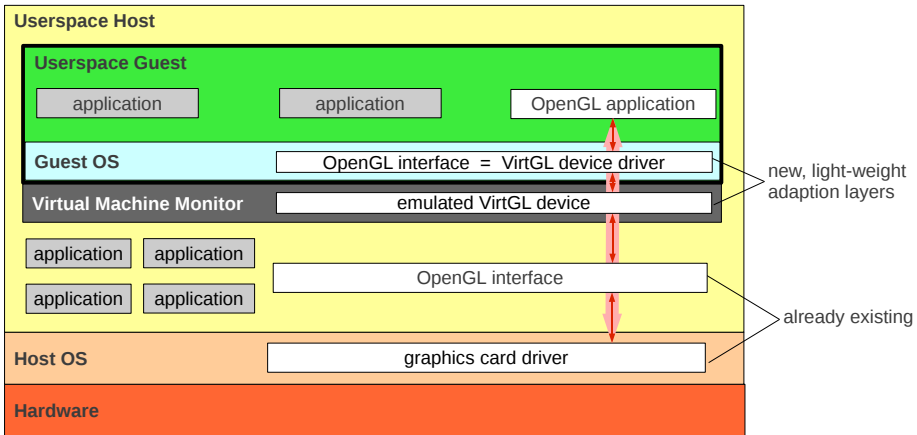 Userspace Host
Userspace Guest
application
application
OpenGL application
Guest OS
OpenGL interface = VirtGL device driver
new, light-weight
adaption layers
Virtual Machine Monitor
emulated VirtGL device
application
application
OpenGL interface
application
application
already existing
Host OS
graphics card driver
Hardware